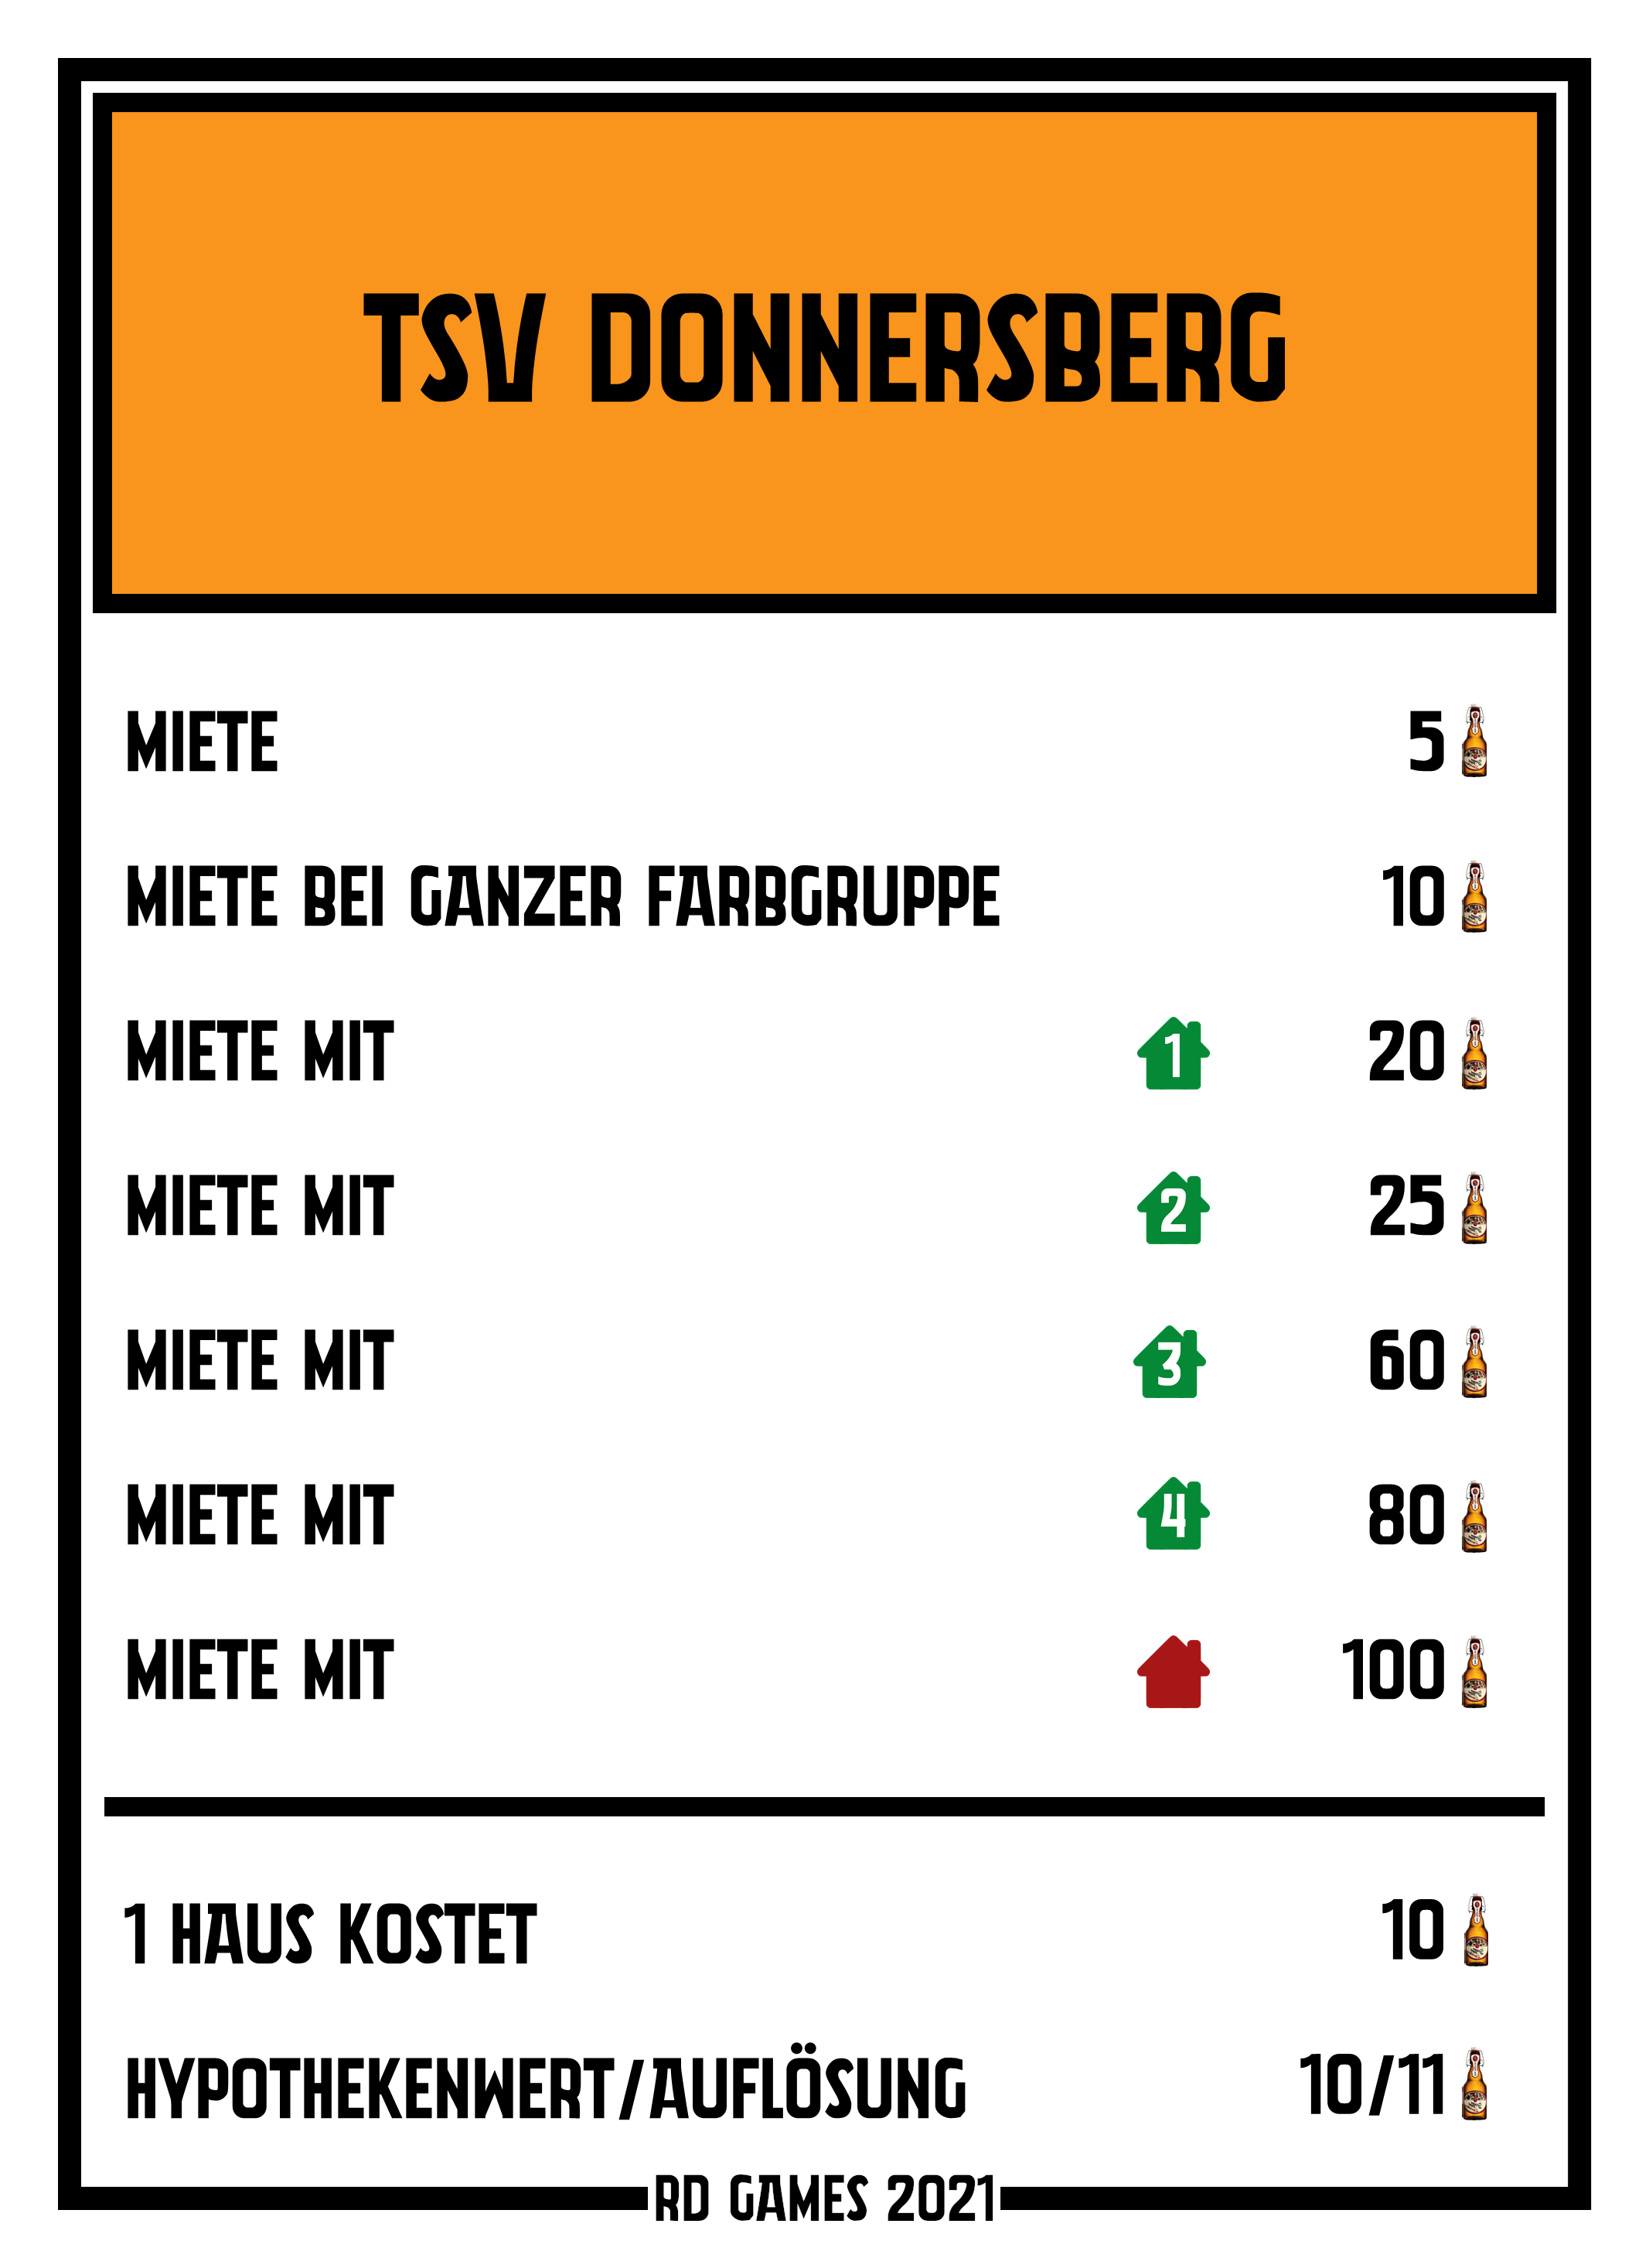 TSV DONNERSBERG
MIETE 5
MIETE BEI GANZER FARBGRUPPE 10
MIETE MIT 1 20
MIETE MIT 2 25
MIETE MIT 3 60
MIETE MIT 4 80
MIETE MIT 100
1 HAUS KOSTET 10
HYPOTHEKENWERT/AUFLÖSUNG 10/11
RD GAMES 2021